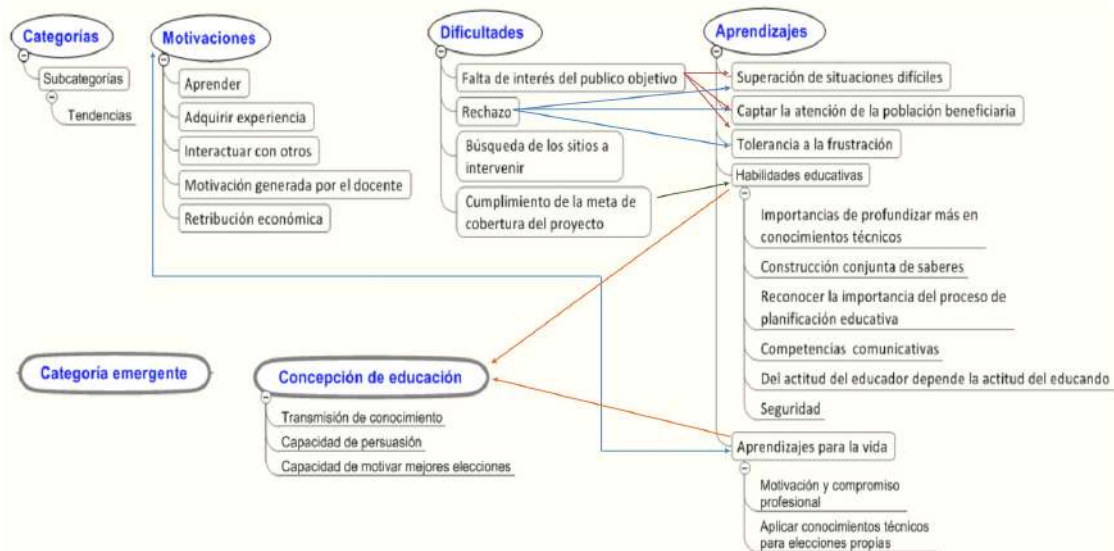 Categorías
Subcategorías
Tendencias
Motivaciones
Aprender
Adquirir experiencia
Interactuar con otros
Motivación generada por el docente
Retribución económica
Dificultades
Falta de interés del publico objetivo
Rechazo
Búsqueda de los sitios a
intervenir
Cumplimiento de la meta de
cobertura del proyecto
Aprendizajes
Superación de situaciones difíciles
Captar la atención de la población beneficiaria
Tolerancia a la frustración
Habilidades educativas
Importancias de profundizar más en
conocimientos técnicos
Construcción conjunta de saberes
Reconocer la importancia del proceso de
planificación educativa
Competencias comunicativas
Del actitud del educador depende la actitud del educando
Seguridad
Aprendizajes para la vida
Motivación y compromiso
profesional
Aplicar conocimientos técnicos
para elecciones propias
Categoría emergente
Concepción de educación
Transmisión de conocimiento
Capacidad de persuasión
Capacidad de motivar mejores elecciones